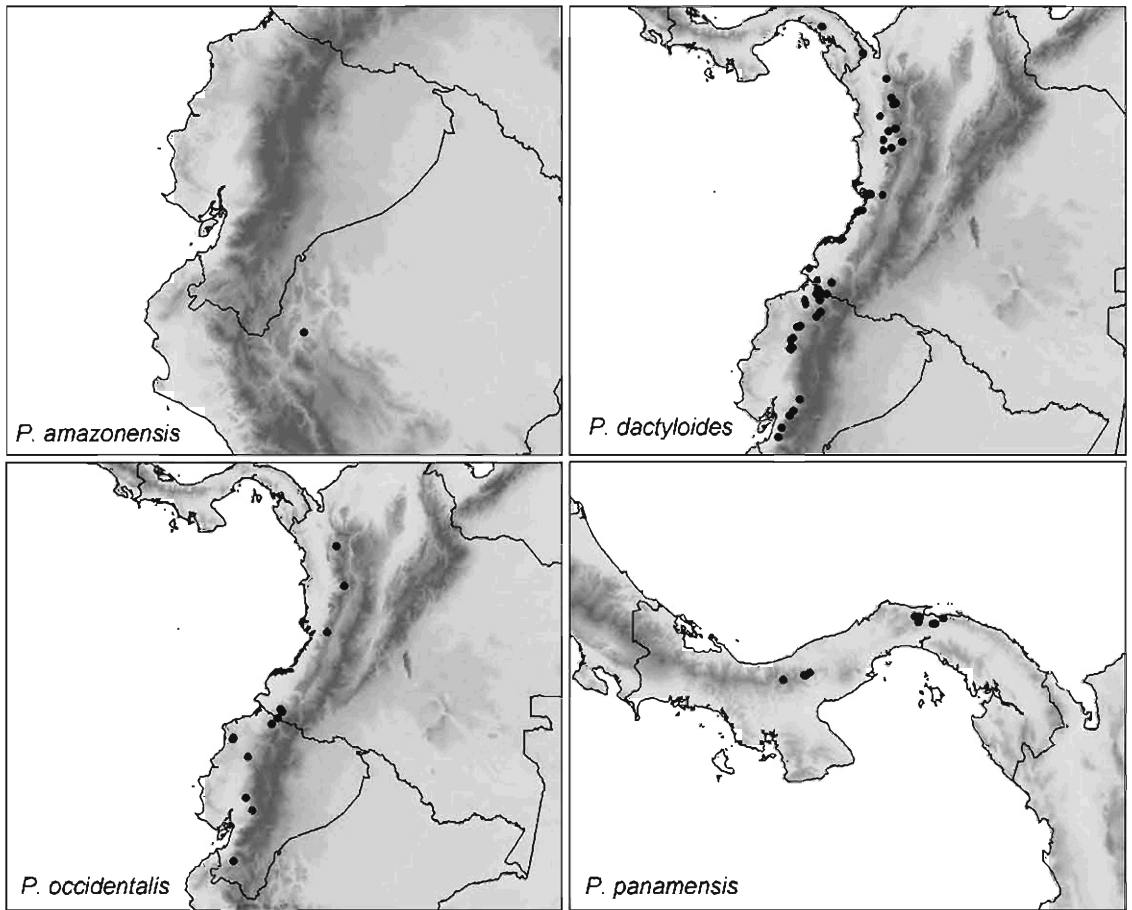 P. amazonensis
P. dactyloides
P. occidentalis
P. panamensis